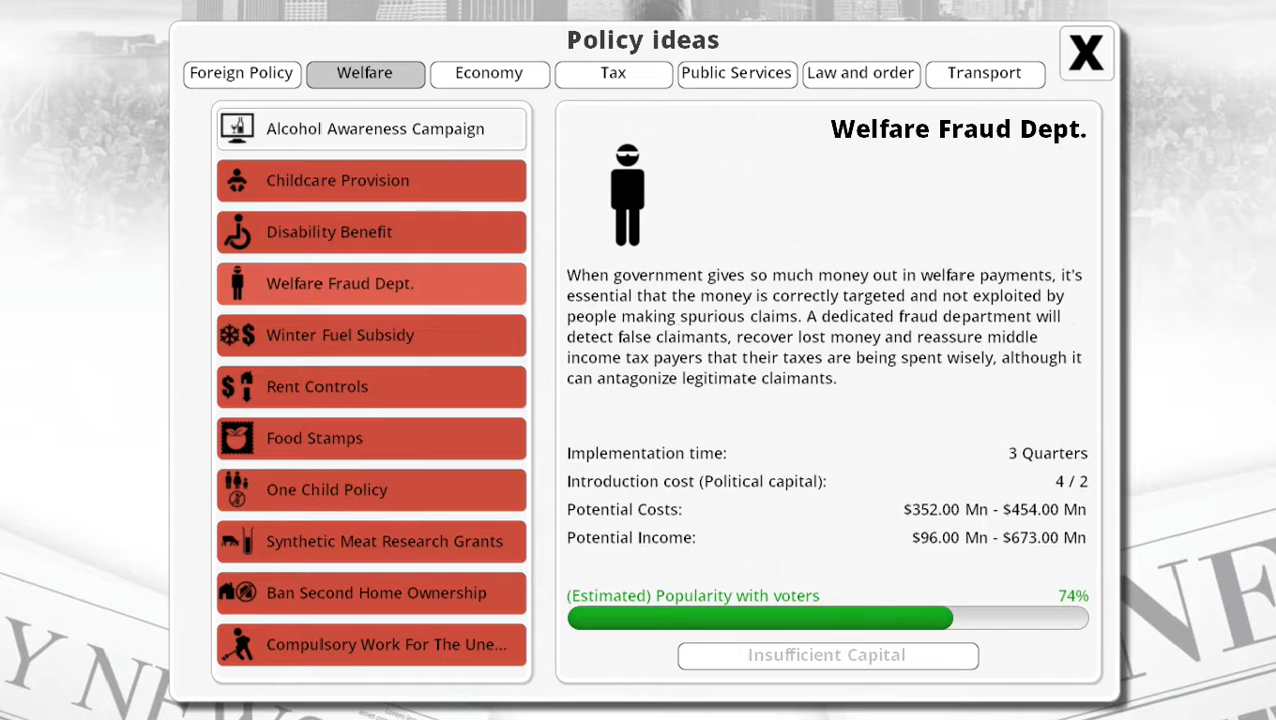 Policy ideas
X
Foreign Policy
Welfare
Economy
Tax
Public Services
Law and order
Transport
Alcohol Awareness Campaign
Childcare Provision
Disability Benefit
Welfare Fraud Dept.
Winter Fuel Subsidy
Rent Controls
Food Stamps
One Child Policy
Synthetic Meat Research Grants
Ban Second Home Ownership
Compulsory Work For The Une...
Welfare Fraud Dept.
When government gives so much money out in welfare payments, it's
essential that the money is correctly targeted and not exploited by
people making spurious claims. A dedicated fraud department will
detect false claimants, recover lost money and reassure middle
income tax payers that their taxes are being spent wisely, although it
can antagonize legitimate claimants.
Implementation time: 3 Quarters
Introduction cost (Political capital): 4 / 2
Potential Costs: $352.00 Mn - $454.00 Mn
Potential Income: $96.00 Mn - $673.00 Mn
(Estimated) Popularity with voters 74%
Insufficient Capital
Y NEWS
NE